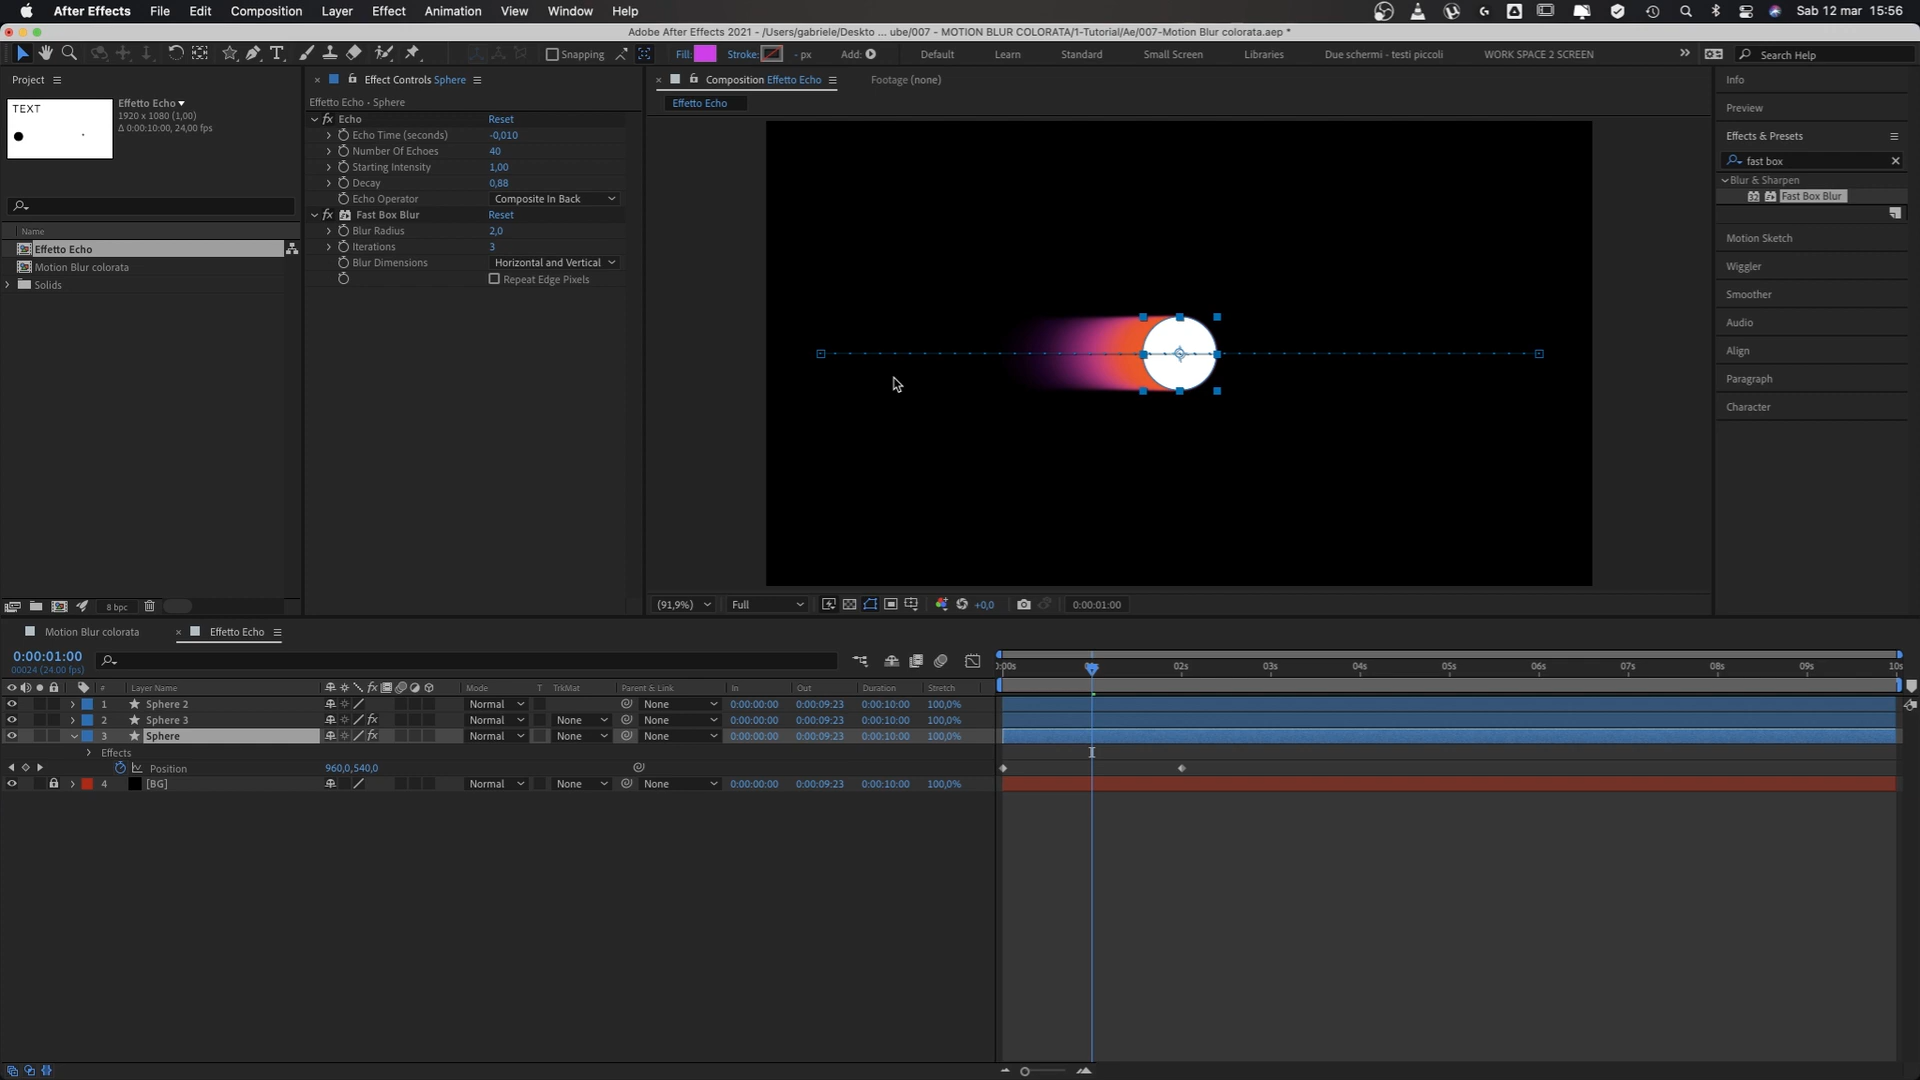 After Effects File Edit Composition Layer Effect Animation View Window Help Sab 12 mar 15:56
Adobe After Effects 2021 - /Users/gabriele/Deskto ... ube/007 - MOTION BLUR COLORATA/1-Tutorial/Ae/007-Motion Blur colorata.aep *
Snapping Fill: Stroke: - px Add: Default Learn Standard Small Screen Libraries Due schermi - testi piccoli WORK SPACE 2 SCREEN Search Help
Project
TEXT
Effetto Echo
1920 x 1080 (1,00)
Δ 0:00:10:00, 24,00 fps
Name
Effetto Echo
Motion Blur colorata
Solids
8 bpc
Effect Controls Sphere
Effetto Echo • Sphere
fx Echo Reset
Echo Time (seconds) -0,010
Number Of Echoes 40
Starting Intensity 1,00
Decay 0,88
Echo Operator Composite In Back
fx Fast Box Blur Reset
Blur Radius 2,0
Iterations 3
Blur Dimensions Horizontal and Vertical
Repeat Edge Pixels
Composition Effetto Echo
Footage (none)
Effetto Echo
(91,9%) Full +0,0 0:00:01:00
Info
Preview
Effects & Presets
fast box
Blur & Sharpen
32 Fast Box Blur
Motion Sketch
Wiggler
Smoother
Audio
Align
Paragraph
Character
Motion Blur colorata Effetto Echo
0:00:01:00
00024 (24.00 fps)
# Layer Name fx Mode T TrkMat Parent & Link In Out Duration Stretch
1 Sphere 2 Normal None 0:00:00:00 0:00:09:23 0:00:10:00 100,0%
2 Sphere 3 fx Normal None None 0:00:00:00 0:00:09:23 0:00:10:00 100,0%
3 Sphere fx Normal None None 0:00:00:00 0:00:09:23 0:00:10:00 100,0%
Effects
Position 960,0,540,0
4 [BG] Normal None None 0:00:00:00 0:00:09:23 0:00:10:00 100,0%
02s 03s 04s 05s 06s 07s 08s 09s 10s